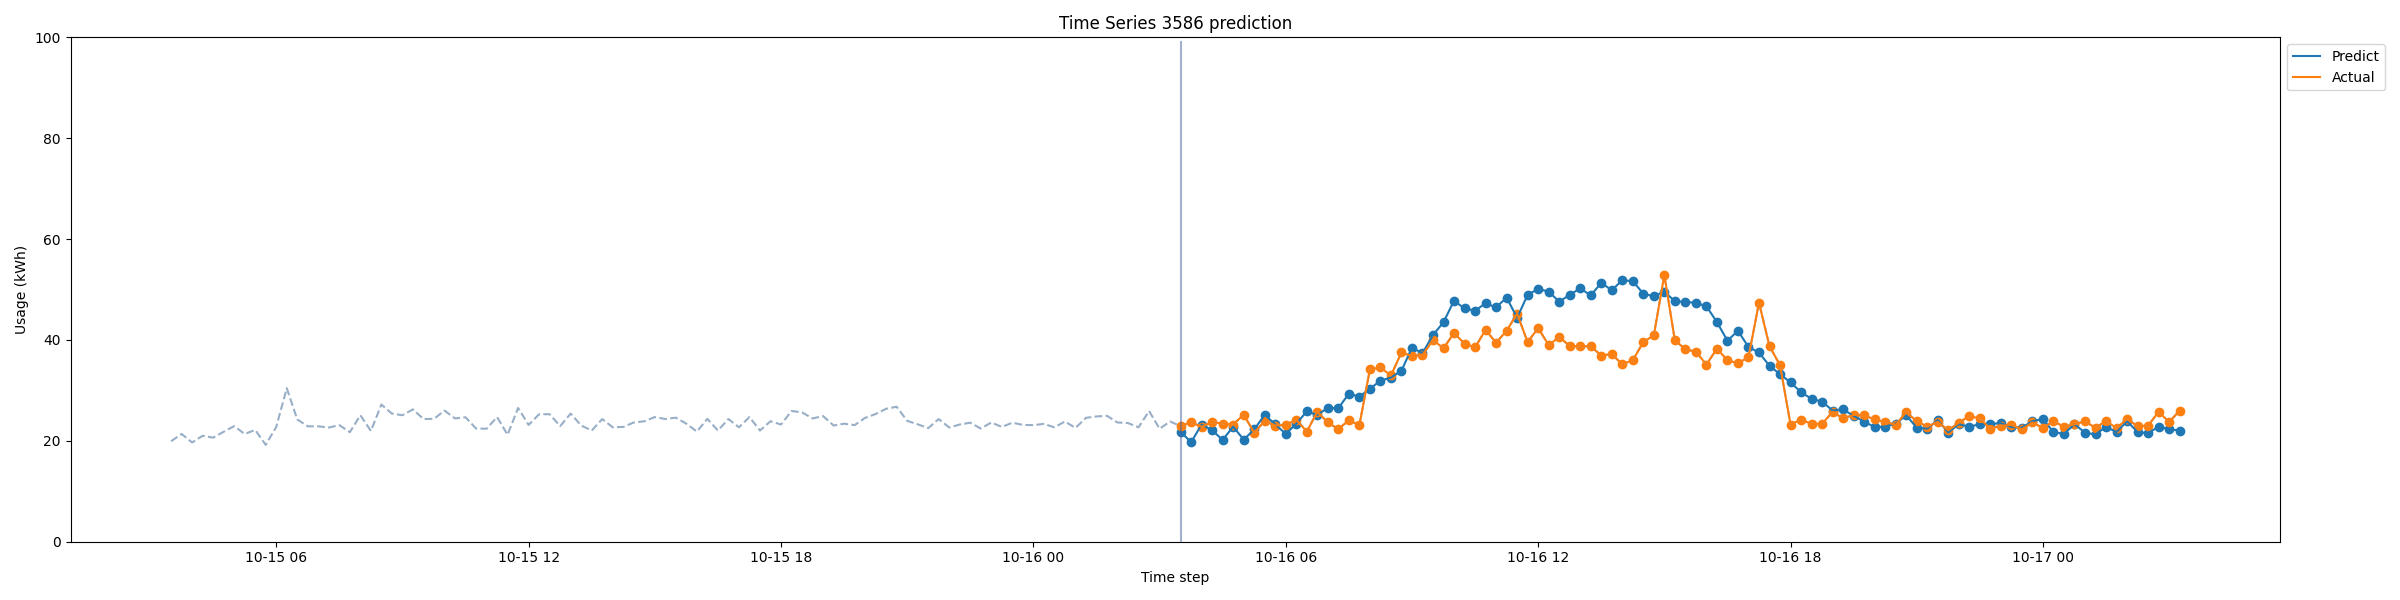 Time Series 3586 prediction
100
80
60
40
20
0
Usage (kWh)
10-15 06
10-15 12
10-15 18
10-16 00
10-16 06
10-16 12
10-16 18
10-17 00
Time step
Predict
Actual